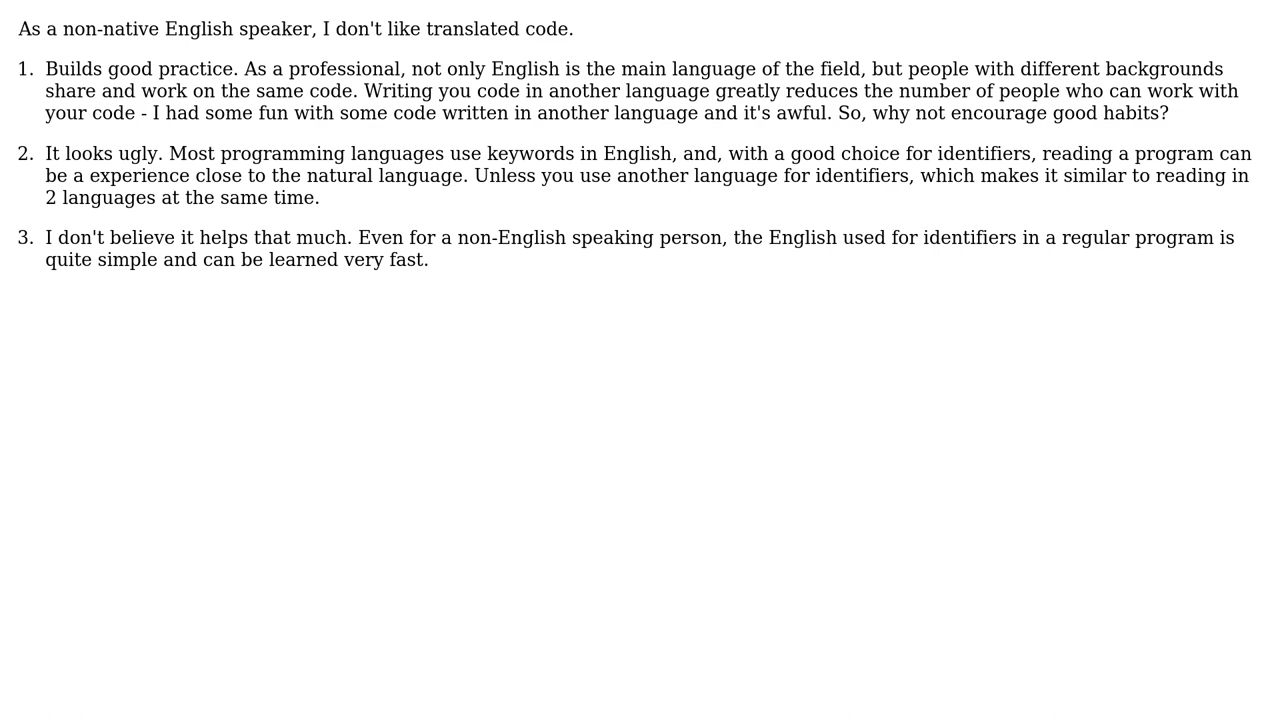 As a non-native English speaker, I don't like translated code.
1. Builds good practice. As a professional, not only English is the main language of the field, but people with different backgrounds
share and work on the same code. Writing you code in another language greatly reduces the number of people who can work with
your code - I had some fun with some code written in another language and it's awful. So, why not encourage good habits?
2. It looks ugly. Most programming languages use keywords in English, and, with a good choice for identifiers, reading a program can
be a experience close to the natural language. Unless you use another language for identifiers, which makes it similar to reading in
2 languages at the same time.
3. I don't believe it helps that much. Even for a non-English speaking person, the English used for identifiers in a regular program is
quite simple and can be learned very fast.